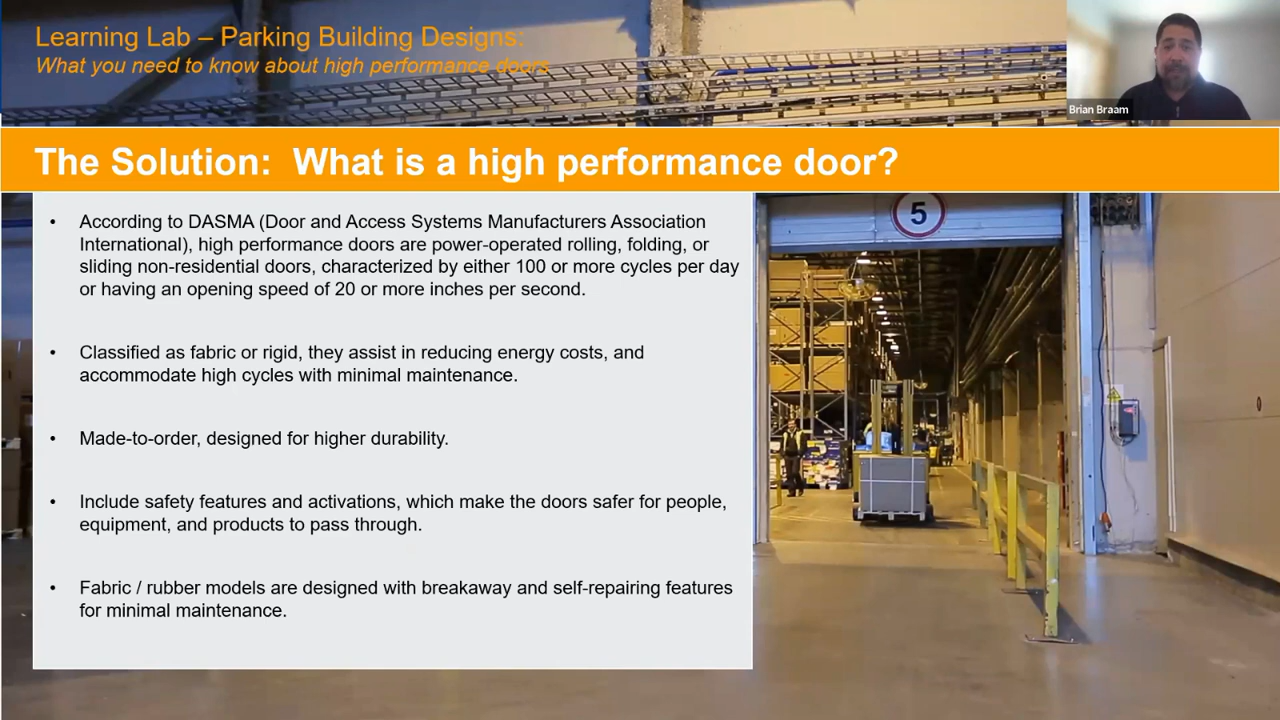 Learning Lab – Parking Building Designs:
What you need to know about high performance doors
Brian Braam
The Solution: What is a high performance door?
• According to DASMA (Door and Access Systems Manufacturers Association
International), high performance doors are power-operated rolling, folding, or
sliding non-residential doors, characterized by either 100 or more cycles per day
or having an opening speed of 20 or more inches per second.
• Classified as fabric or rigid, they assist in reducing energy costs, and
accommodate high cycles with minimal maintenance.
• Made-to-order, designed for higher durability.
• Include safety features and activations, which make the doors safer for people,
equipment, and products to pass through.
• Fabric / rubber models are designed with breakaway and self-repairing features
for minimal maintenance.
5